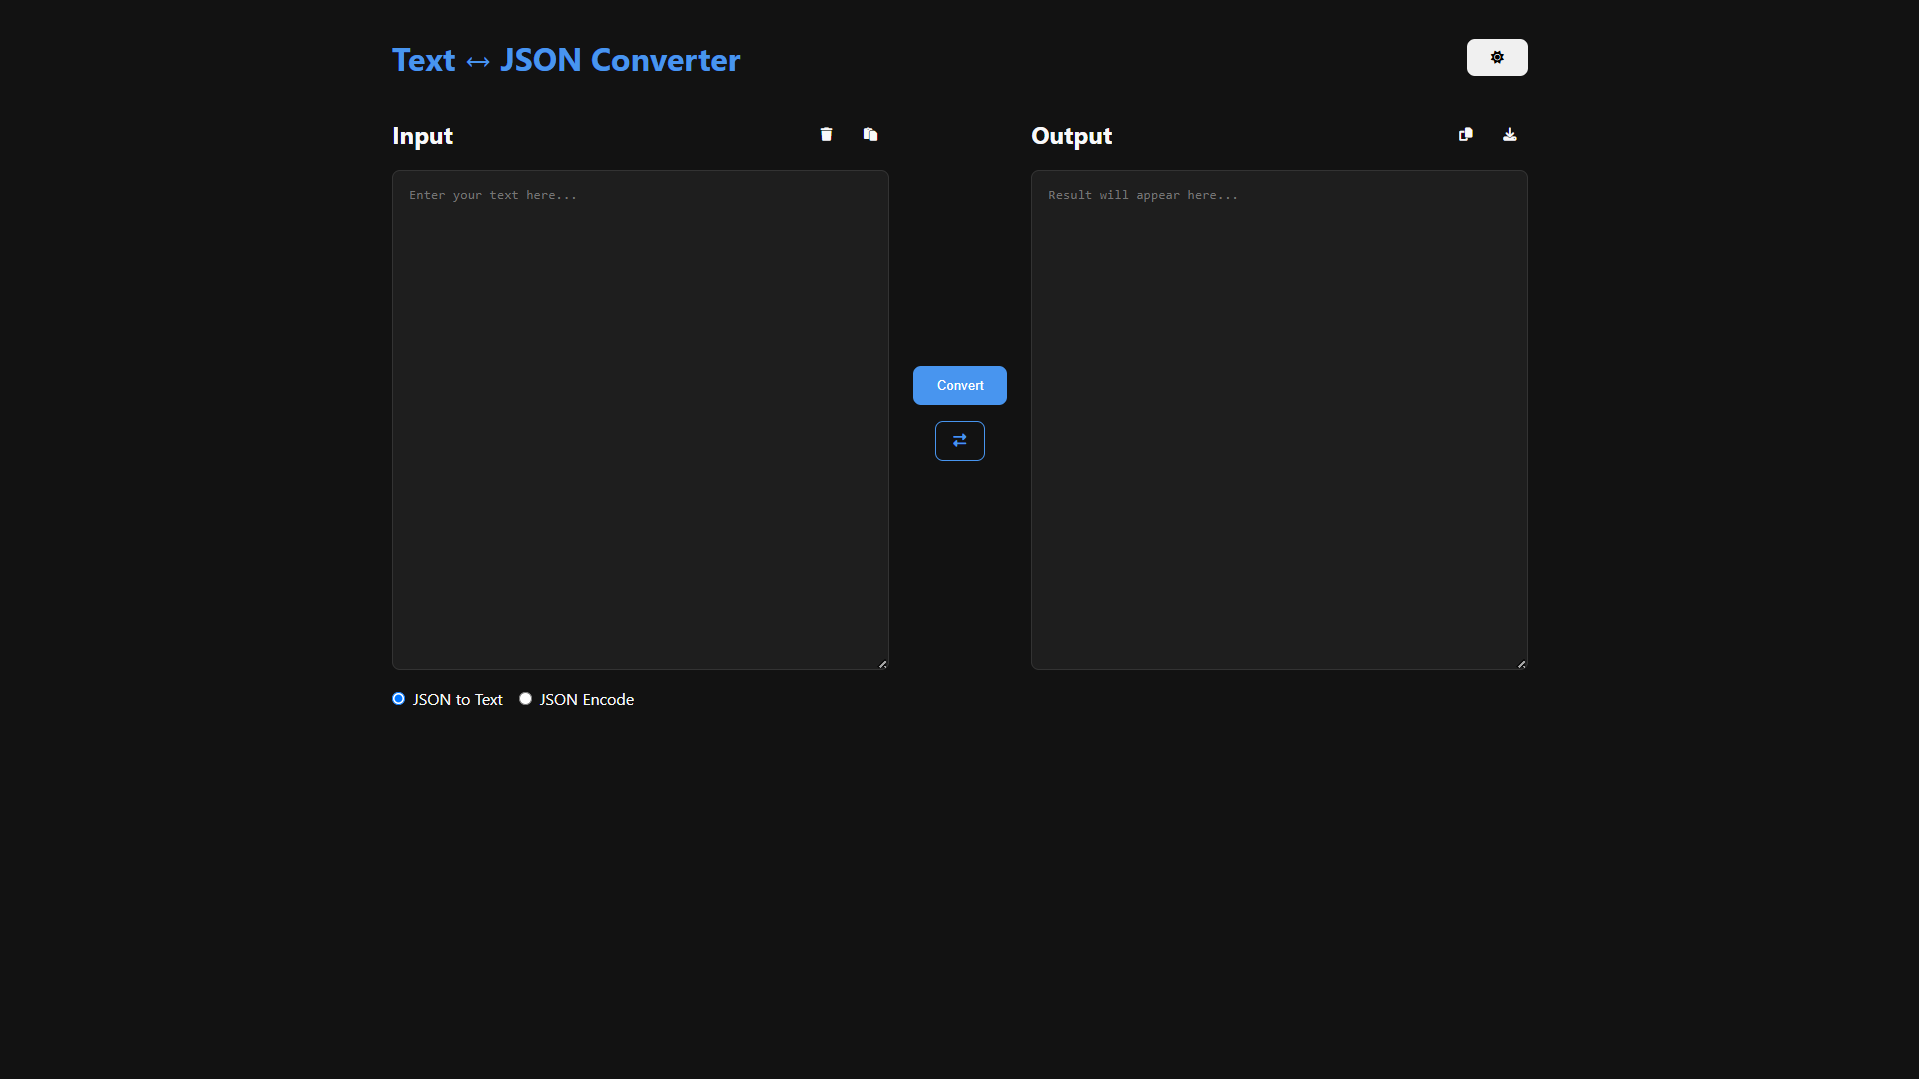 Text ↔ JSON Converter
Input
Output
Enter your text here...
Result will appear here...
Convert
JSON to Text
JSON Encode